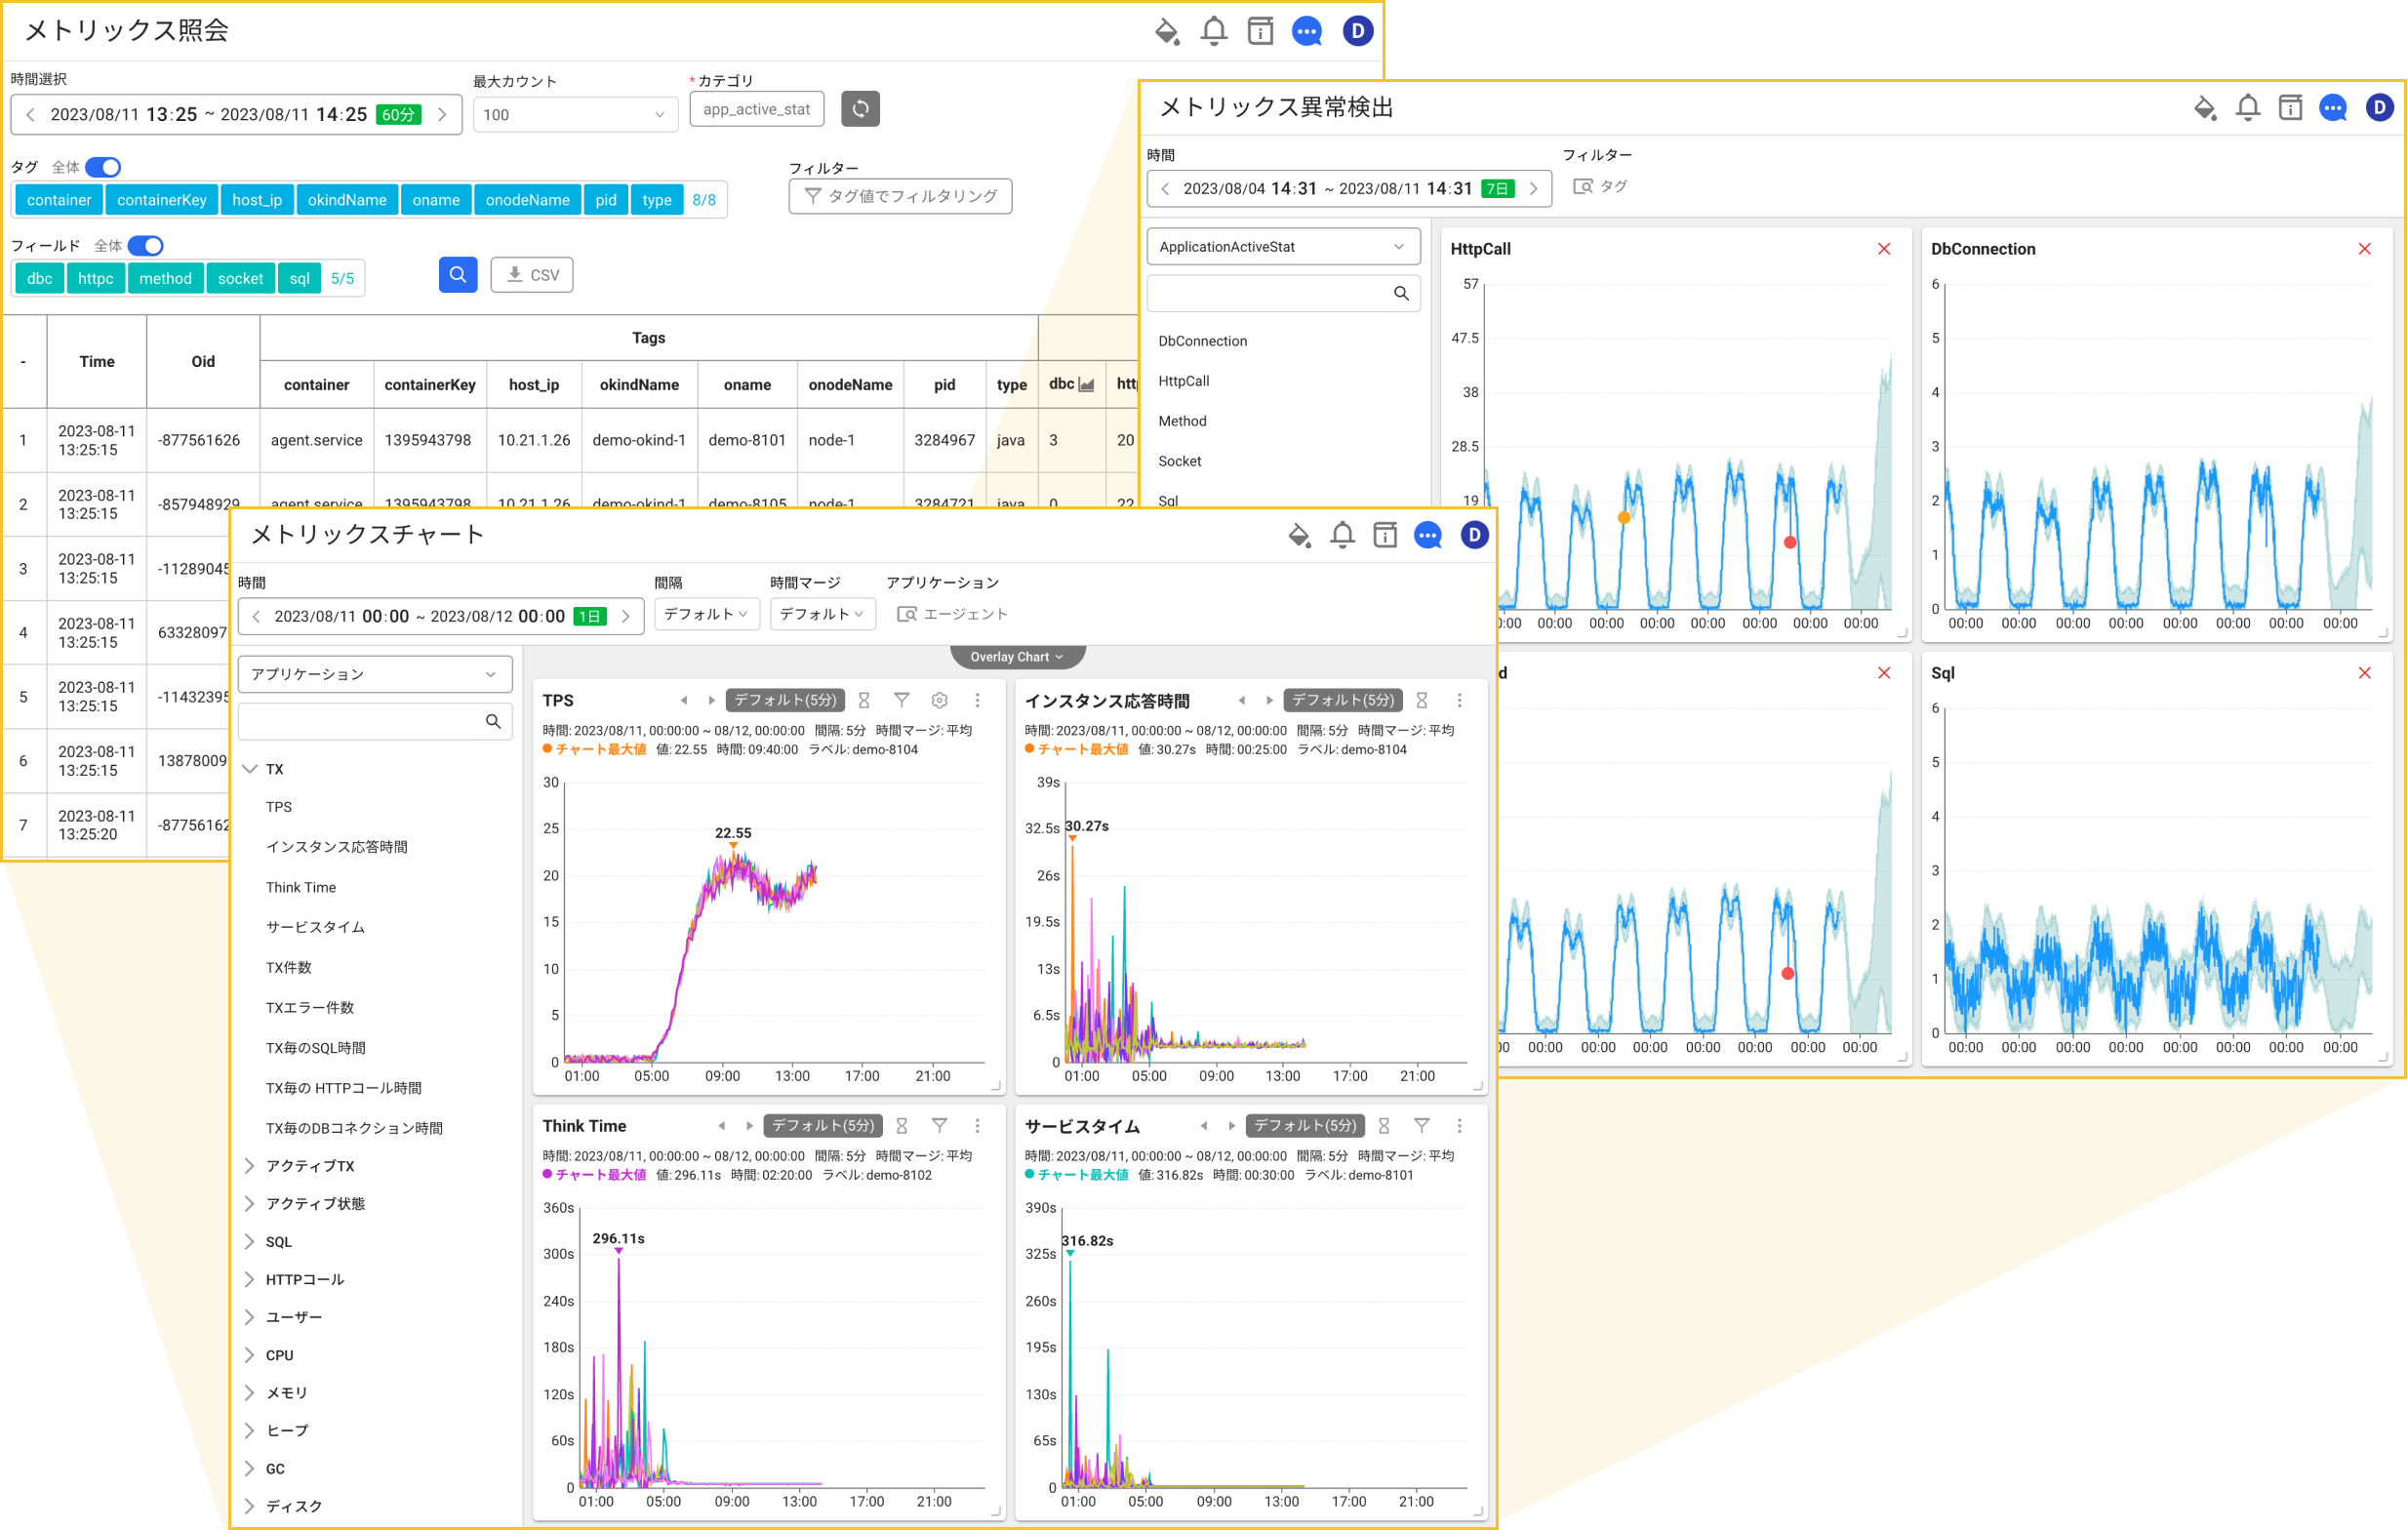 メトリックス照会
D
時間選択
最大カウント
* カテゴリ
2023/08/11 13:25 ~ 2023/08/11 14:25 60分
100
app_active_stat
タグ 全体
フィルター
container containerKey host_ip okindName oname onodeName pid type 8/8
タグ値でフィルタリング
フィールド 全体
dbc httpc method socket sql 5/5
CSV
- Time Oid Tags
container containerKey host_ip okindName oname onodeName pid type dbc
1 2023-08-11 13:25:15 -877561626 agent.service 1395943798 10.21.1.26 demo-okind-1 demo-8101 node-1 3284967 java 3 20
2 2023-08-11 13:25:15 -857948929 agent.service 1395943798 10.21.1.26 demo-okind-1 demo-8105 node-1 3284721 java 0 22
3 2023-08-11 13:25:15
4 2023-08-11 13:25:15
5 2023-08-11 13:25:15
6 2023-08-11 13:25:15
7 2023-08-11 13:25:20
メトリックス異常検出
D
時間
フィルター
2023/08/04 14:31 ~ 2023/08/11 14:31 7日
タグ
ApplicationActiveStat
DbConnection
HttpCall
Method
Socket
Sql
HttpCall
57
47.5
38
28.5
19
00:00 00:00 00:00 00:00 00:00 00:00 00:00
DbConnection
6
5
4
3
2
1
0
00:00 00:00 00:00 00:00 00:00 00:00 00:00 00:00
00:00 00:00 00:00 00:00 00:00 00:00 00:00
Sql
6
5
4
3
2
1
0
00:00 00:00 00:00 00:00 00:00 00:00 00:00 00:00
メトリックスチャート
D
時間
間隔
時間マージ
アプリケーション
2023/08/11 00:00 ~ 2023/08/12 00:00 1日
デフォルト
デフォルト
エージェント
Overlay Chart
アプリケーション
TX
TPS
インスタンス応答時間
Think Time
サービスタイム
TX件数
TXエラー件数
TX毎のSQL時間
TX毎の HTTPコール時間
TX毎のDBコネクション時間
アクティブTX
アクティブ状態
SQL
HTTPコール
ユーザー
CPU
メモリ
ヒープ
GC
ディスク
TPS デフォルト(5分)
時間: 2023/08/11, 00:00:00 ~ 08/12, 00:00:00 間隔: 5分 時間マージ: 平均
チャート最大値 値: 22.55 時間: 09:40:00 ラベル: demo-8104
30
25
20
15
10
5
0
22.55
01:00 05:00 09:00 13:00 17:00 21:00
インスタンス応答時間 デフォルト(5分)
時間: 2023/08/11, 00:00:00 ~ 08/12, 00:00:00 間隔: 5分 時間マージ: 平均
チャート最大値 値: 30.27s 時間: 00:25:00 ラベル: demo-8104
39s
32.5s
26s
19.5s
13s
6.5s
0
30.27s
01:00 05:00 09:00 13:00 17:00 21:00
Think Time デフォルト(5分)
時間: 2023/08/11, 00:00:00 ~ 08/12, 00:00:00 間隔: 5分 時間マージ: 平均
チャート最大値 値: 296.11s 時間: 02:20:00 ラベル: demo-8102
360s
300s
240s
180s
120s
60s
0
296.11s
01:00 05:00 09:00 13:00 17:00 21:00
サービスタイム デフォルト(5分)
時間: 2023/08/11, 00:00:00 ~ 08/12, 00:00:00 間隔: 5分 時間マージ: 平均
チャート最大値 値: 316.82s 時間: 00:30:00 ラベル: demo-8101
390s
325s
260s
195s
130s
65s
0
316.82s
01:00 05:00 09:00 13:00 17:00 21:00